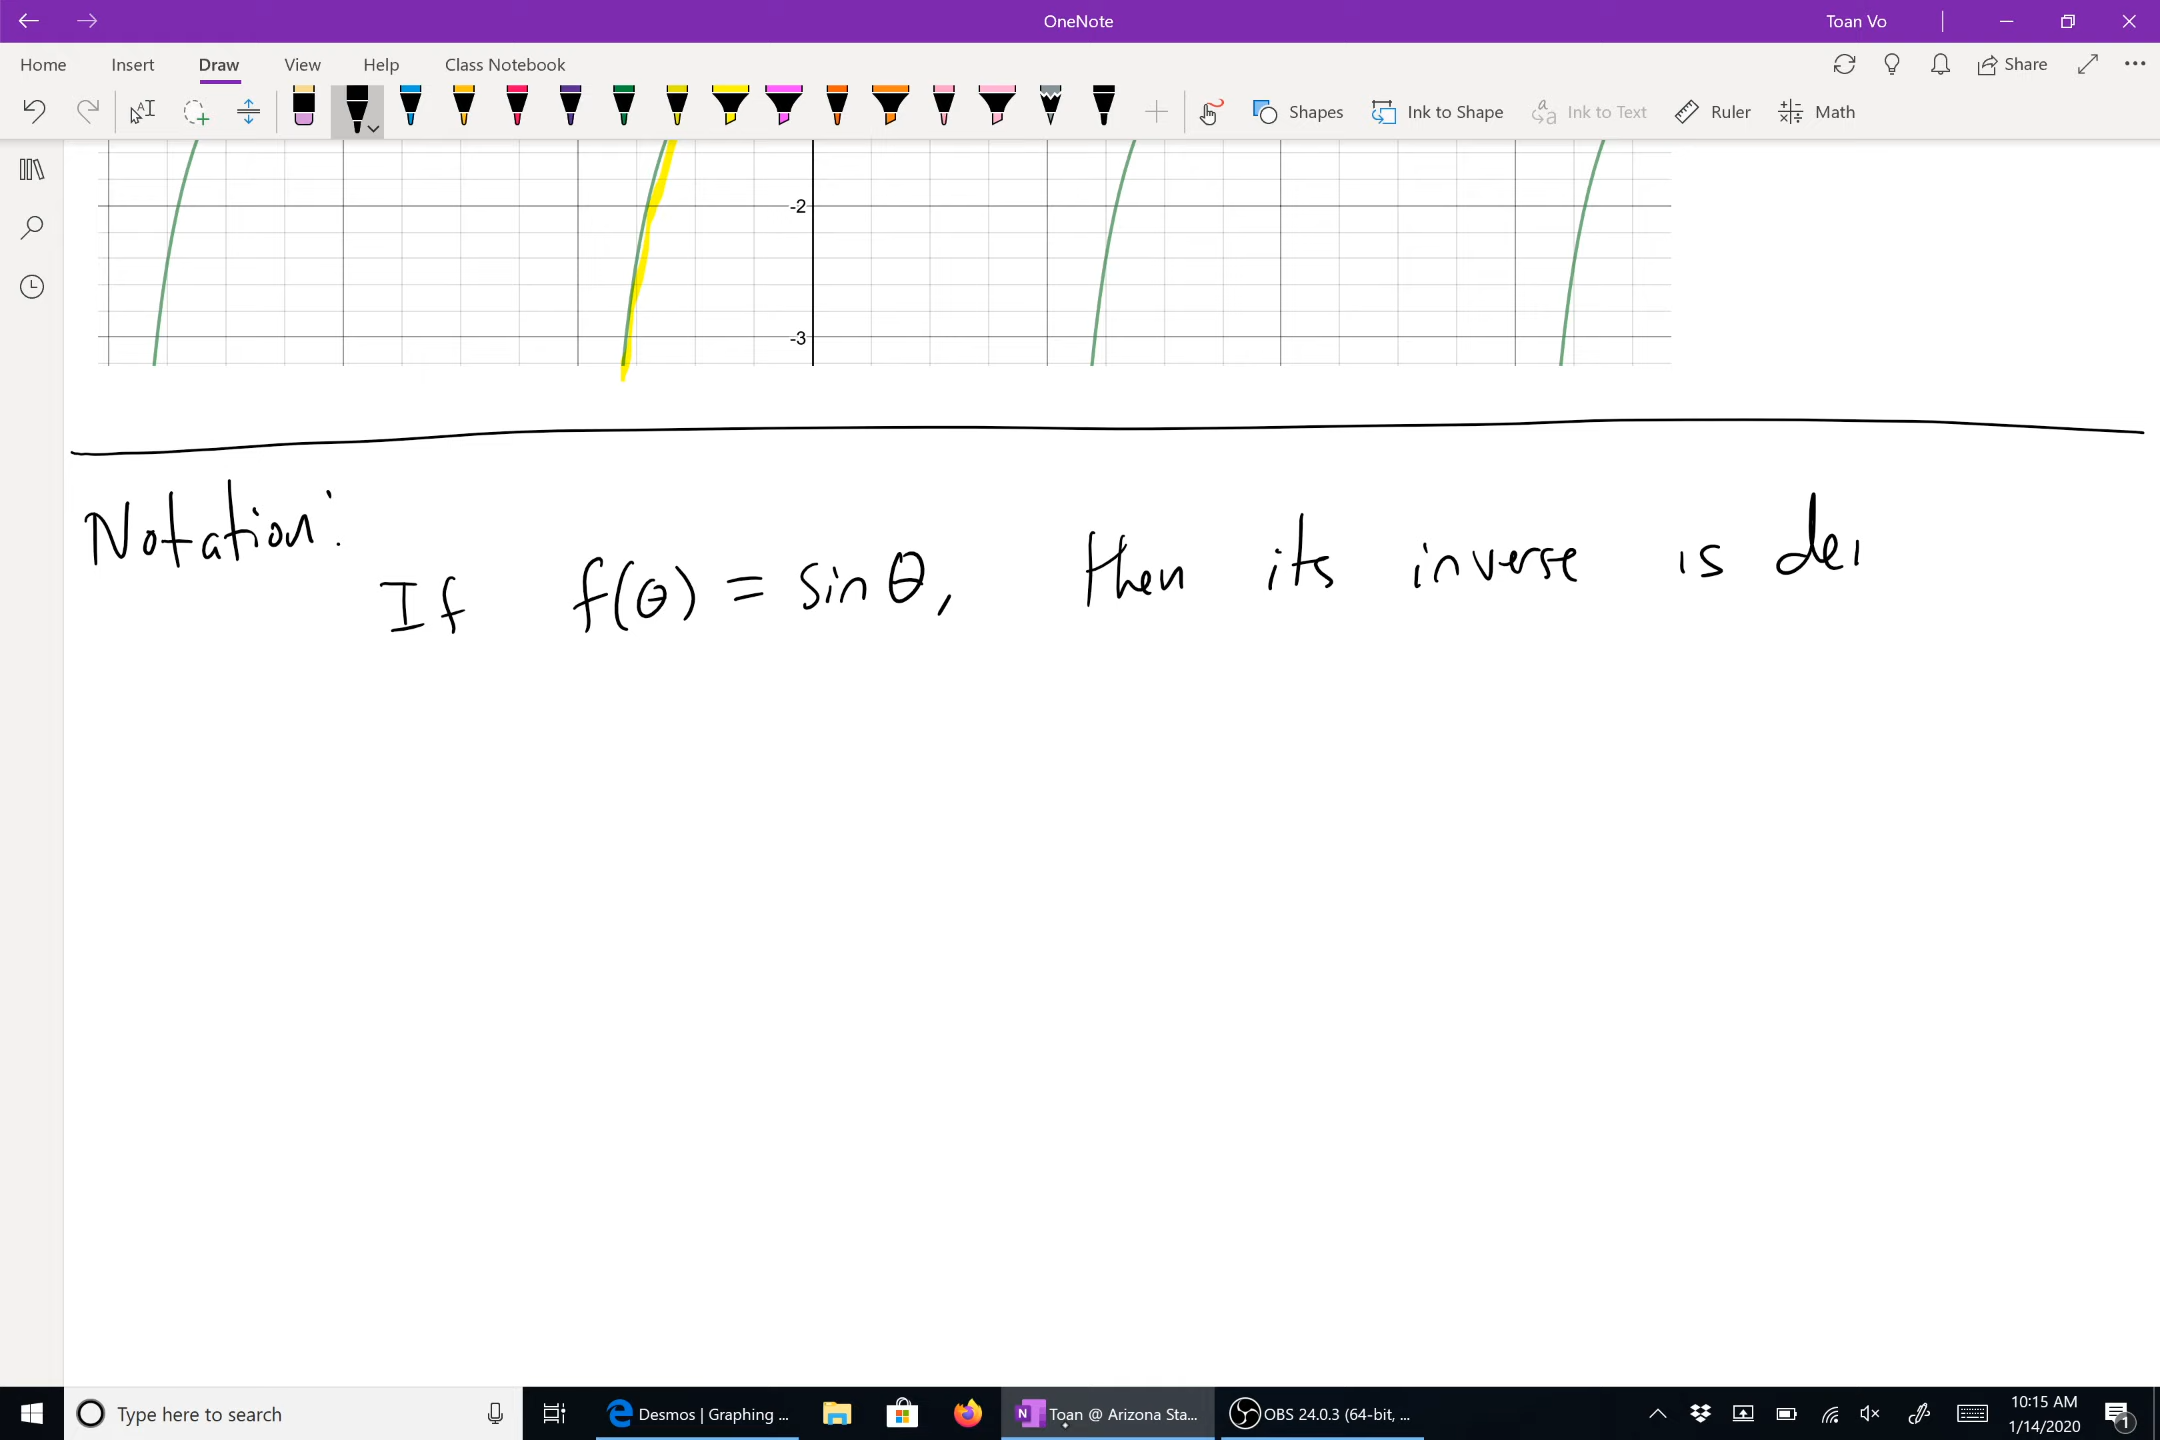 OneNote
Toan Vo
Home Insert Draw View Help Class Notebook
Share
Shapes Ink to Shape Ink to Text Ruler Math
-2
-3
Notation:
If f(θ) = sin θ, then its inverse is
Type here to search
Desmos | Graphing ...
Toan @ Arizona Sta...
OBS 24.0.3 (64-bit, ...
10:15 AM
1/14/2020
1